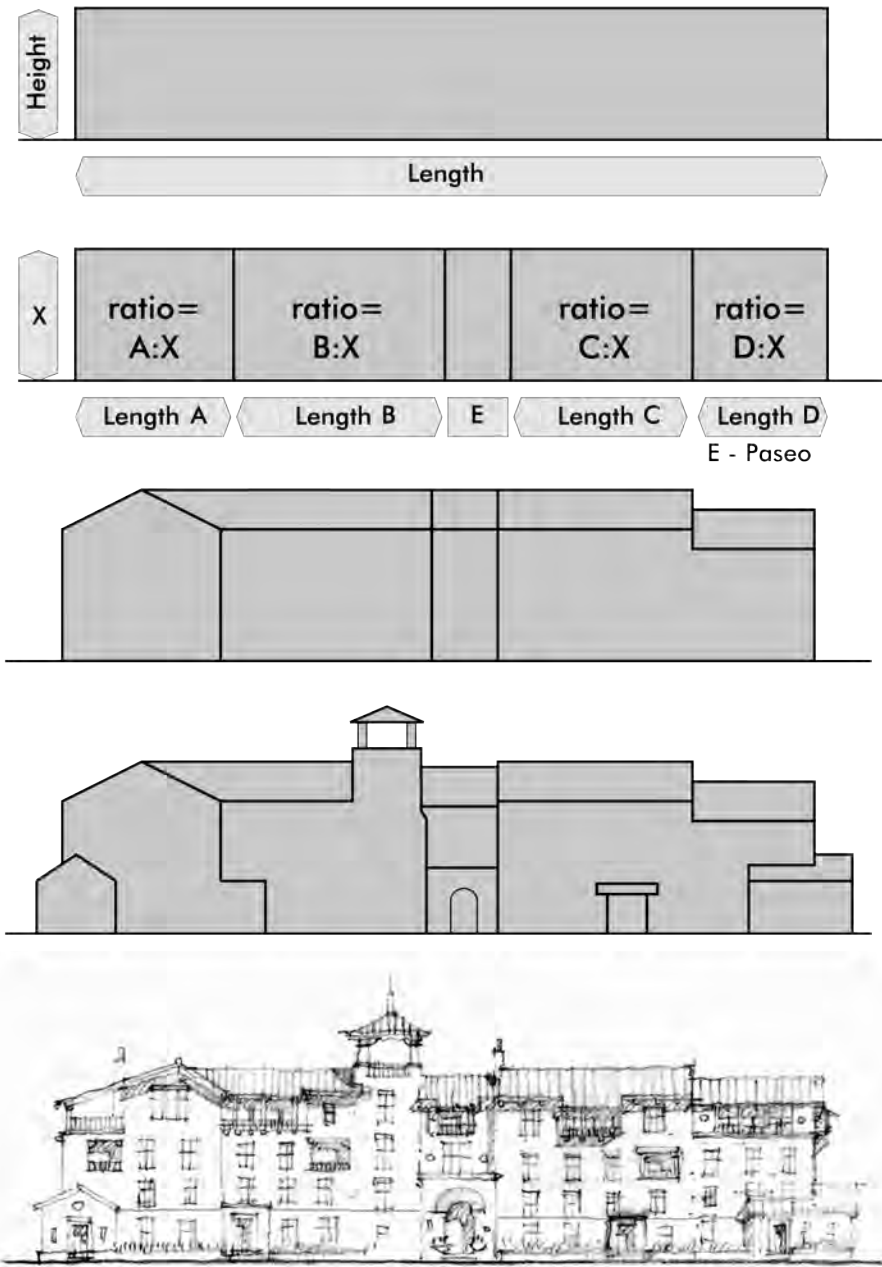 Height
Length
X
ratio=
A:X
ratio=
B:X
ratio=
C:X
ratio=
D:X
Length A
Length B
E
Length C
Length D
E - Paseo